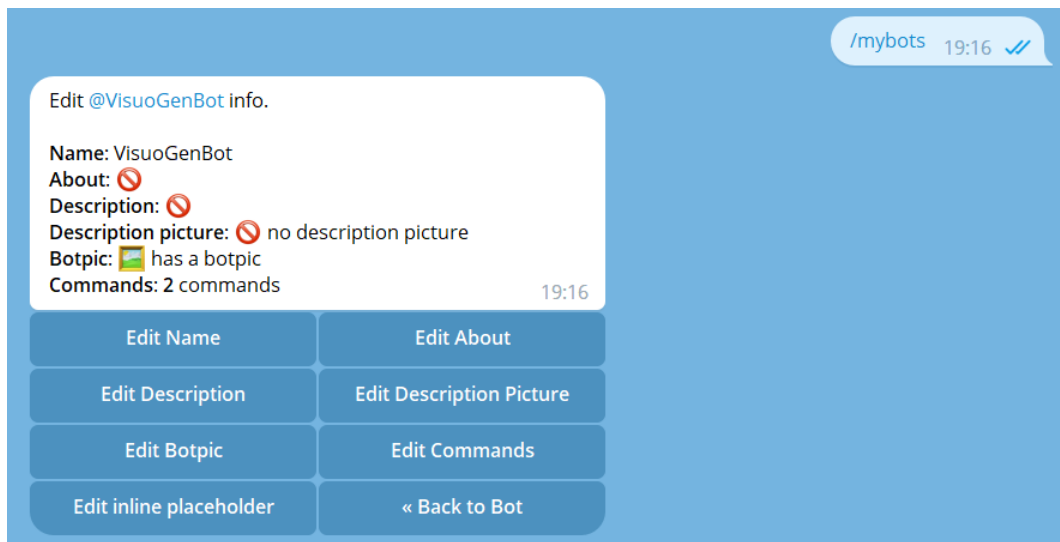 /mybots 19:16
Edit @VisuoGenBot info.
Name: VisuoGenBot
About: 🚫
Description: 🚫
Description picture: 🚫 no description picture
Botpic: 🖼 has a botpic
Commands: 2 commands 19:16
Edit Name
Edit About
Edit Description
Edit Description Picture
Edit Botpic
Edit Commands
Edit inline placeholder
« Back to Bot